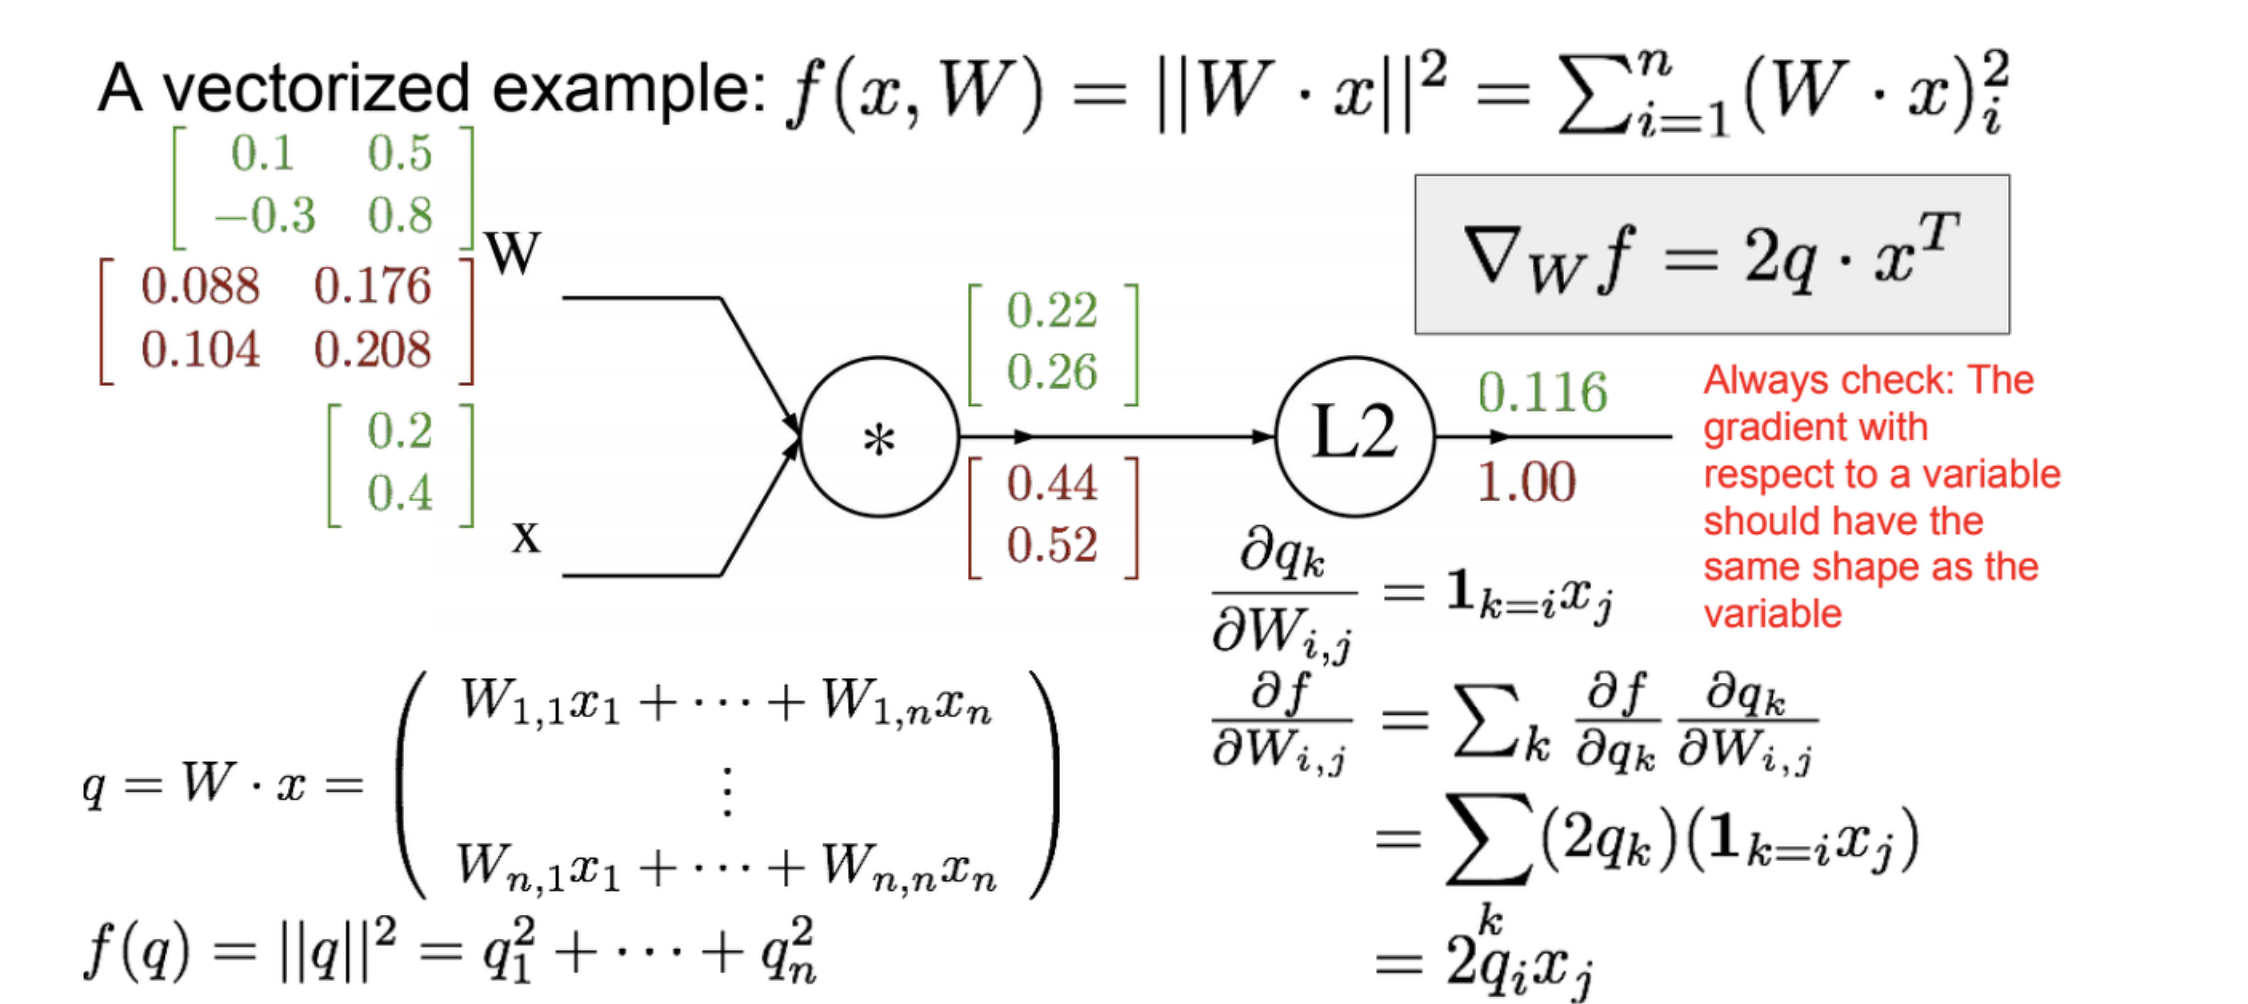 A vectorized example: f(x, W) = ||W · x||² = ∑ⁿᵢ₌₁(W · x)ᵢ²
[ 0.1 0.5
−0.3 0.8 ]
W
[ 0.088 0.176
0.104 0.208 ]
[ 0.2
0.4 ]
x
*
[ 0.22
0.26 ]
[ 0.44
0.52 ]
L2
0.116
1.00
∇_W f = 2q · x^T
Always check: The
gradient with
respect to a variable
should have the
same shape as the
variable
∂q_k/∂W_{i,j} = 1_{k=i}x_j
∂f/∂W_{i,j} = ∑_k ∂f/∂q_k ∂q_k/∂W_{i,j}
= ∑_k (2q_k)(1_{k=i}x_j)
= 2q_i x_j
q = W · x = ( W_{1,1}x_1 + ··· + W_{1,n}x_n
⋮
W_{n,1}x_1 + ··· + W_{n,n}x_n )
f(q) = ||q||² = q_1² + ··· + q_n²